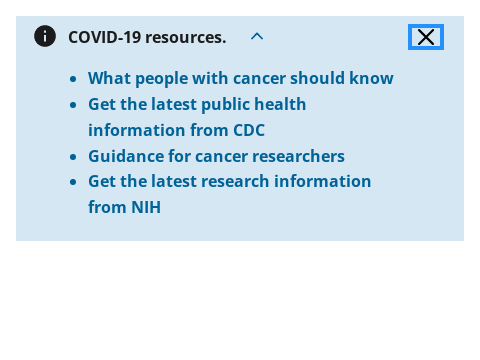 COVID-19 resources.
What people with cancer should know
Get the latest public health
information from CDC
Guidance for cancer researchers
Get the latest research information
from NIH